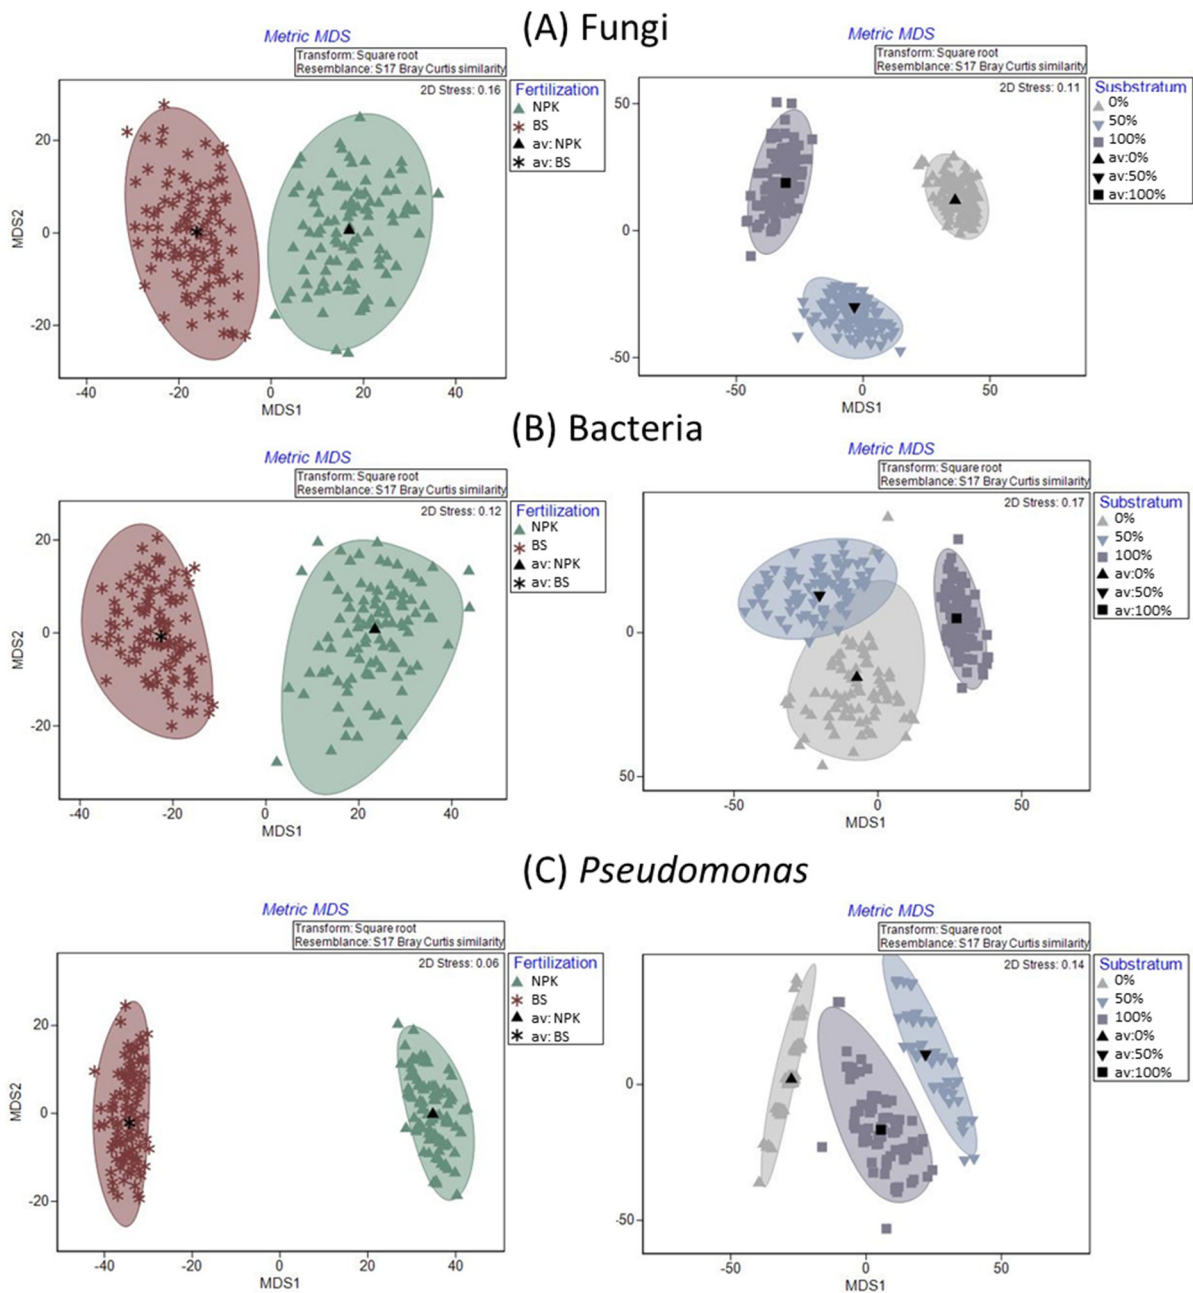 (A) Fungi
Metric MDS
Transform: Square root
Resemblance: S17 Bray Curtis similarity
2D Stress: 0.16
Fertilization
NPK
BS
av: NPK
av: BS
20
0
-20
MDS2
-40
-20
0
20
40
MDS1
Metric MDS
Transform: Square root
Resemblance: S17 Bray Curtis similarity
2D Stress: 0.11
Susbstratum
0%
50%
100%
av:0%
av:50%
av:100%
50
0
-50
-50
0
50
MDS1
(B) Bacteria
Metric MDS
Transform: Square root
Resemblance: S17 Bray Curtis similarity
2D Stress: 0.12
Fertilization
NPK
BS
av: NPK
av: BS
20
0
-20
MDS2
-40
-20
0
20
40
MDS1
Metric MDS
Transform: Square root
Resemblance: S17 Bray Curtis similarity
2D Stress: 0.17
Substratum
0%
50%
100%
av:0%
av:50%
av:100%
0
50
-50
0
50
MDS1
(C) Pseudomonas
Metric MDS
Transform: Square root
Resemblance: S17 Bray Curtis similarity
2D Stress: 0.06
Fertilization
NPK
BS
av: NPK
av: BS
20
0
-20
MDS2
-40
-20
0
20
40
MDS1
Metric MDS
Transform: Square root
Resemblance: S17 Bray Curtis similarity
2D Stress: 0.14
Substratum
0%
50%
100%
av:0%
av:50%
av:100%
0
-50
-50
0
50
MDS1